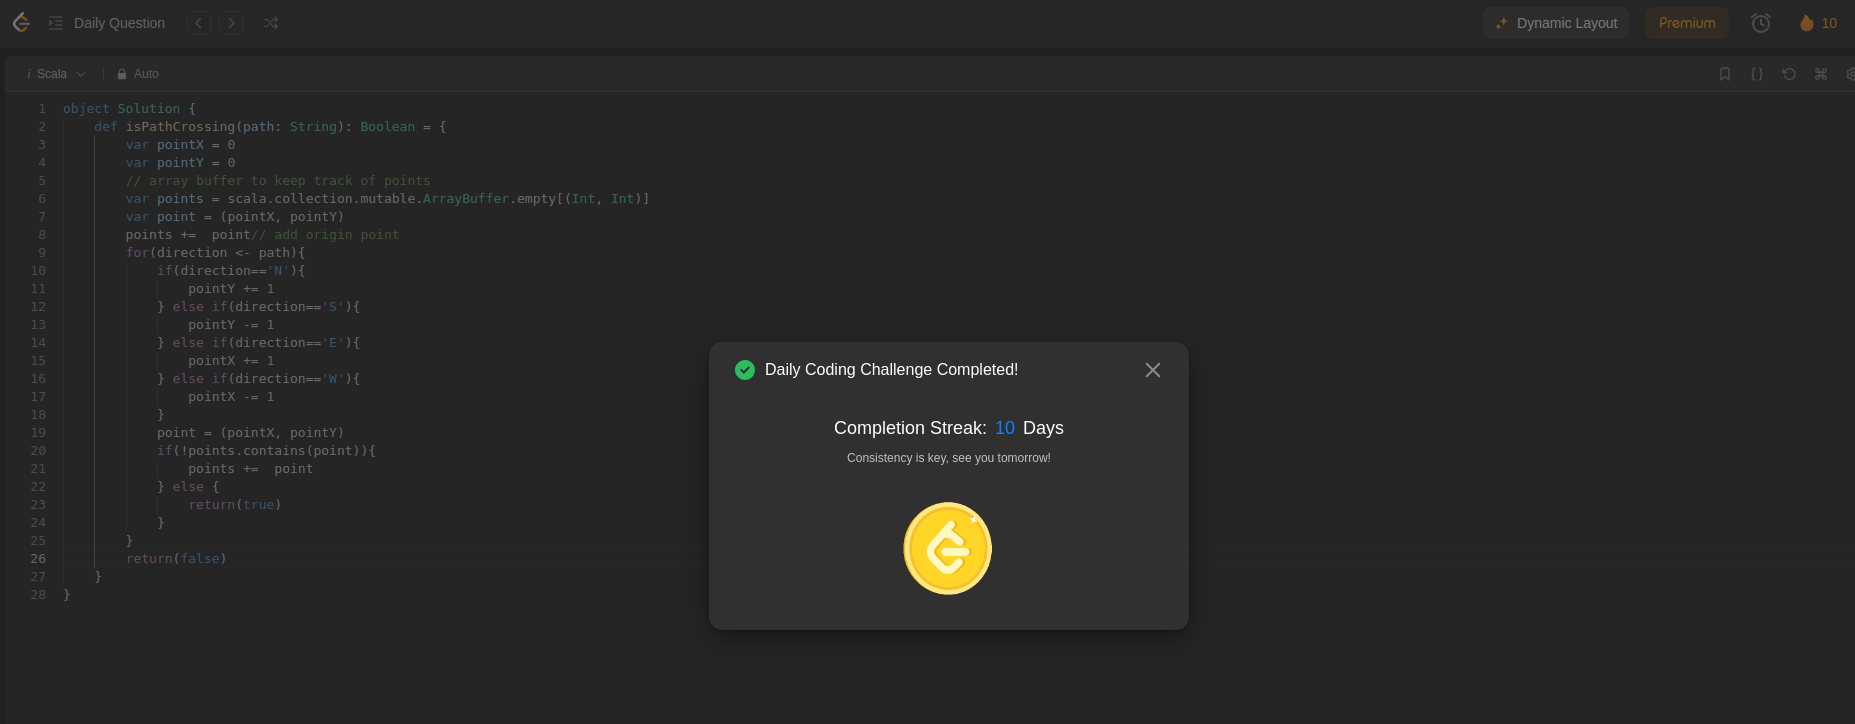 Daily Question
Dynamic Layout
Premium
10
i Scala
Auto
1 object Solution {
2     def isPathCrossing(path: String): Boolean = {
3         var pointX = 0
4         var pointY = 0
5         // array buffer to keep track of points
6         var points = scala.collection.mutable.ArrayBuffer.empty[(Int, Int)]
7         var point = (pointX, pointY)
8         points +=  point// add origin point
9         for(direction <- path){
10             if(direction=='N'){
11                 pointY += 1
12             } else if(direction=='S'){
13                 pointY -= 1
14             } else if(direction=='E'){
15                 pointX += 1
16             } else if(direction=='W'){
17                 pointX -= 1
18             }
19             point = (pointX, pointY)
20             if(!points.contains(point)){
21                 points +=  point
22             } else {
23                 return(true)
24             }
25         }
26         return(false)
27     }
28 }
Daily Coding Challenge Completed!
Completion Streak: 10 Days
Consistency is key, see you tomorrow!